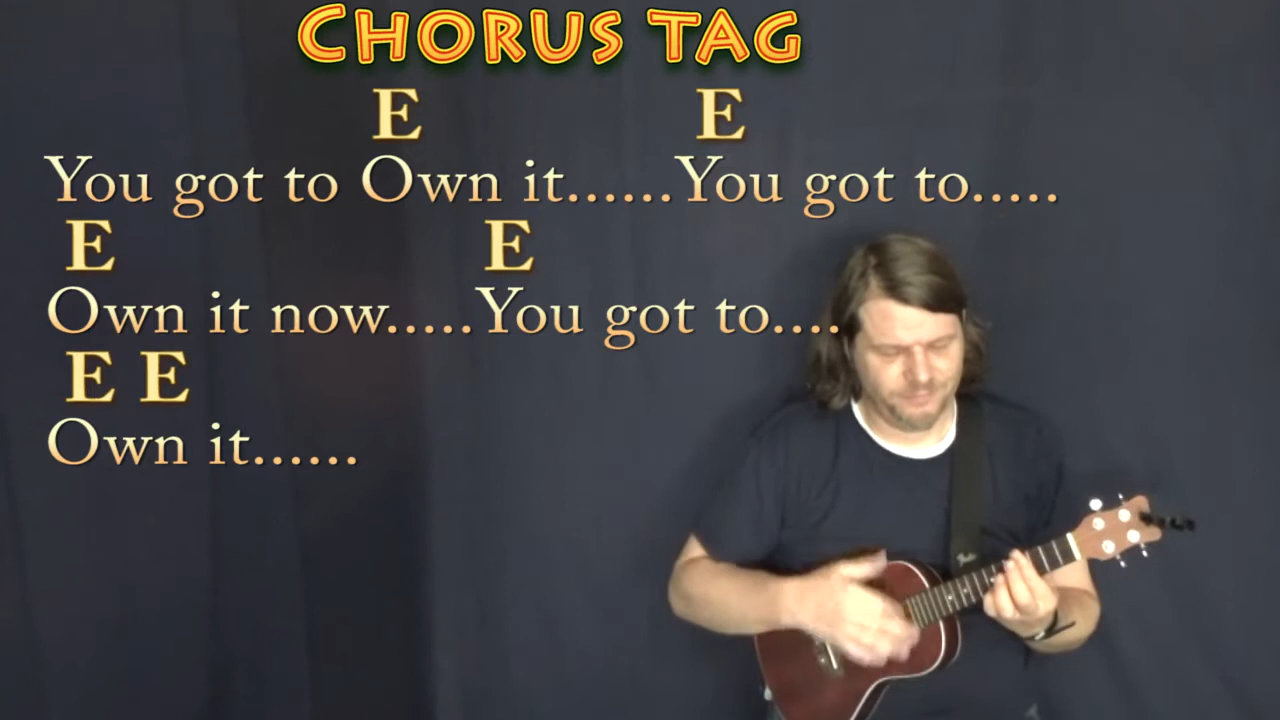 CHORUS TAG
E E
You got to Own it......You got to.....
E E
Own it now.....You got to....
E E
Own it......